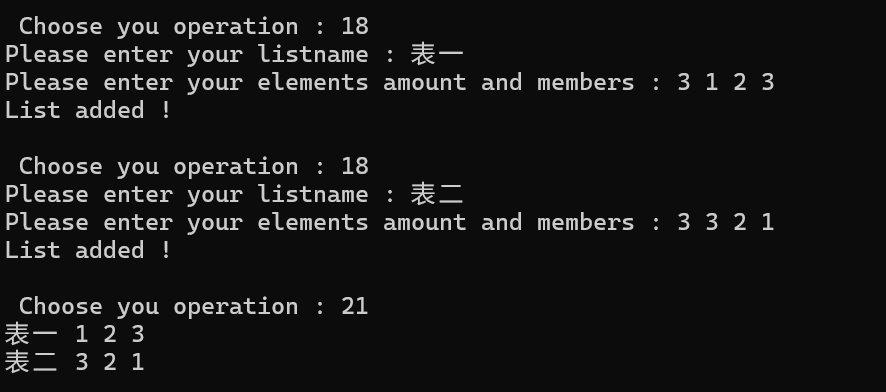 Choose you operation : 18
Please enter your listname : 表一
Please enter your elements amount and members : 3 1 2 3
List added !
Choose you operation : 18
Please enter your listname : 表二
Please enter your elements amount and members : 3 3 2 1
List added !
Choose you operation : 21
表一 1 2 3
表二 3 2 1